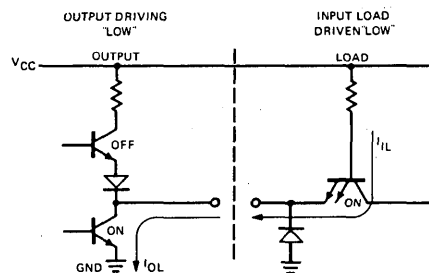 OUTPUT DRIVING
"LOW"
INPUT LOAD
DRIVEN "LOW"
VCC
OUTPUT
LOAD
OFF
IIL
ON
ON
GND
IOL